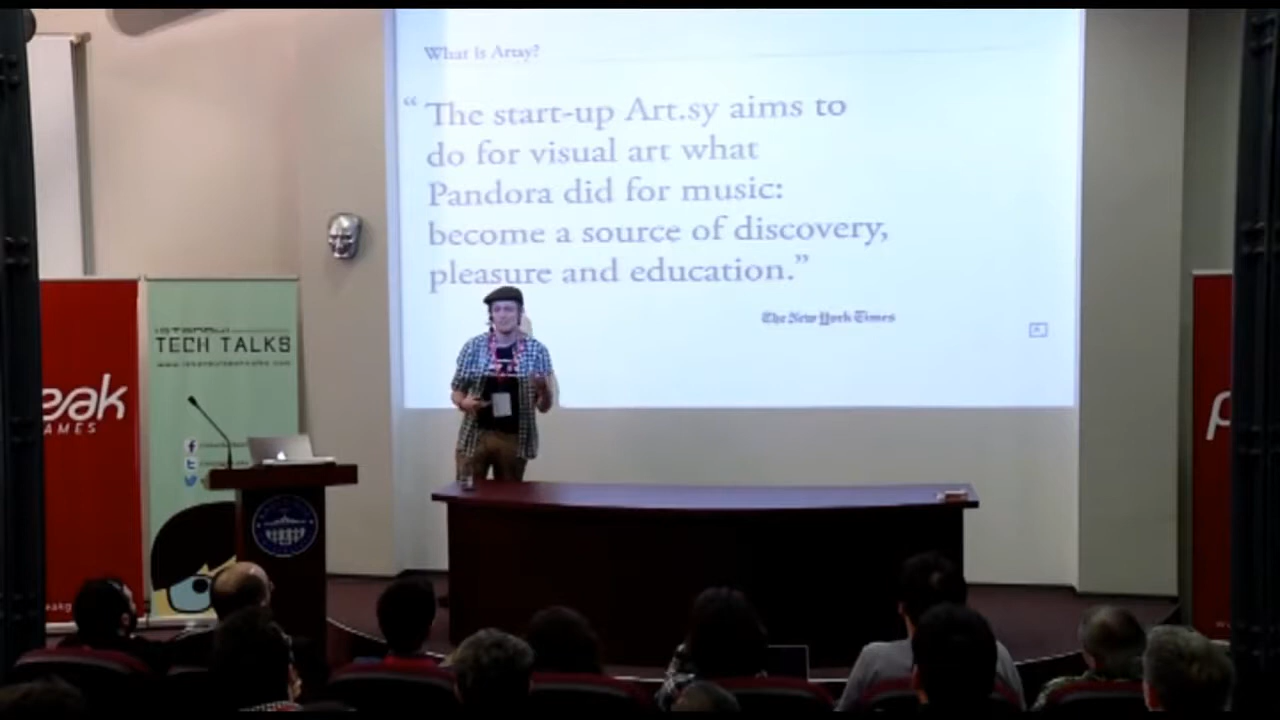 What is Artsy?
“ The start-up Art.sy aims to
do for visual art what
Pandora did for music:
become a source of discovery,
pleasure and education.”
The New York Times
TECH TALKS
eak
AMES